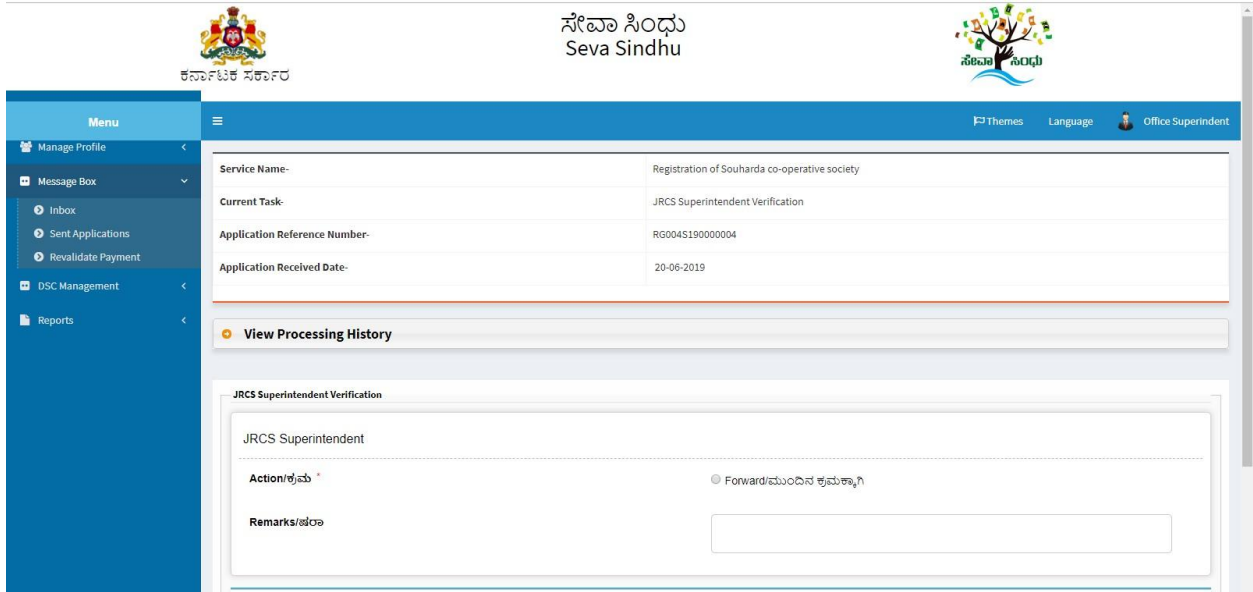 ಸೇವಾ ಸಿಂಧು
Seva Sindhu
ಕರ್ನಾಟಕ ಸರ್ಕಾರ
ಸೇವಾ ಸಿಂಧು
Menu
Themes Language Office Superindent
Manage Profile
Message Box
Inbox
Sent Applications
Revalidate Payment
DSC Management
Reports
Service Name- Registration of Souharda co-operative society
Current Task- JRCS Superintendent Verification
Application Reference Number- RG004S190000004
Application Received Date- 20-06-2019
View Processing History
JRCS Superintendent Verification
JRCS Superintendent
Action/ಕ್ರಮ * Forward/ಮುಂದಿನ ಕ್ರಮಕ್ಕಾಗಿ
Remarks/ಷರಾ